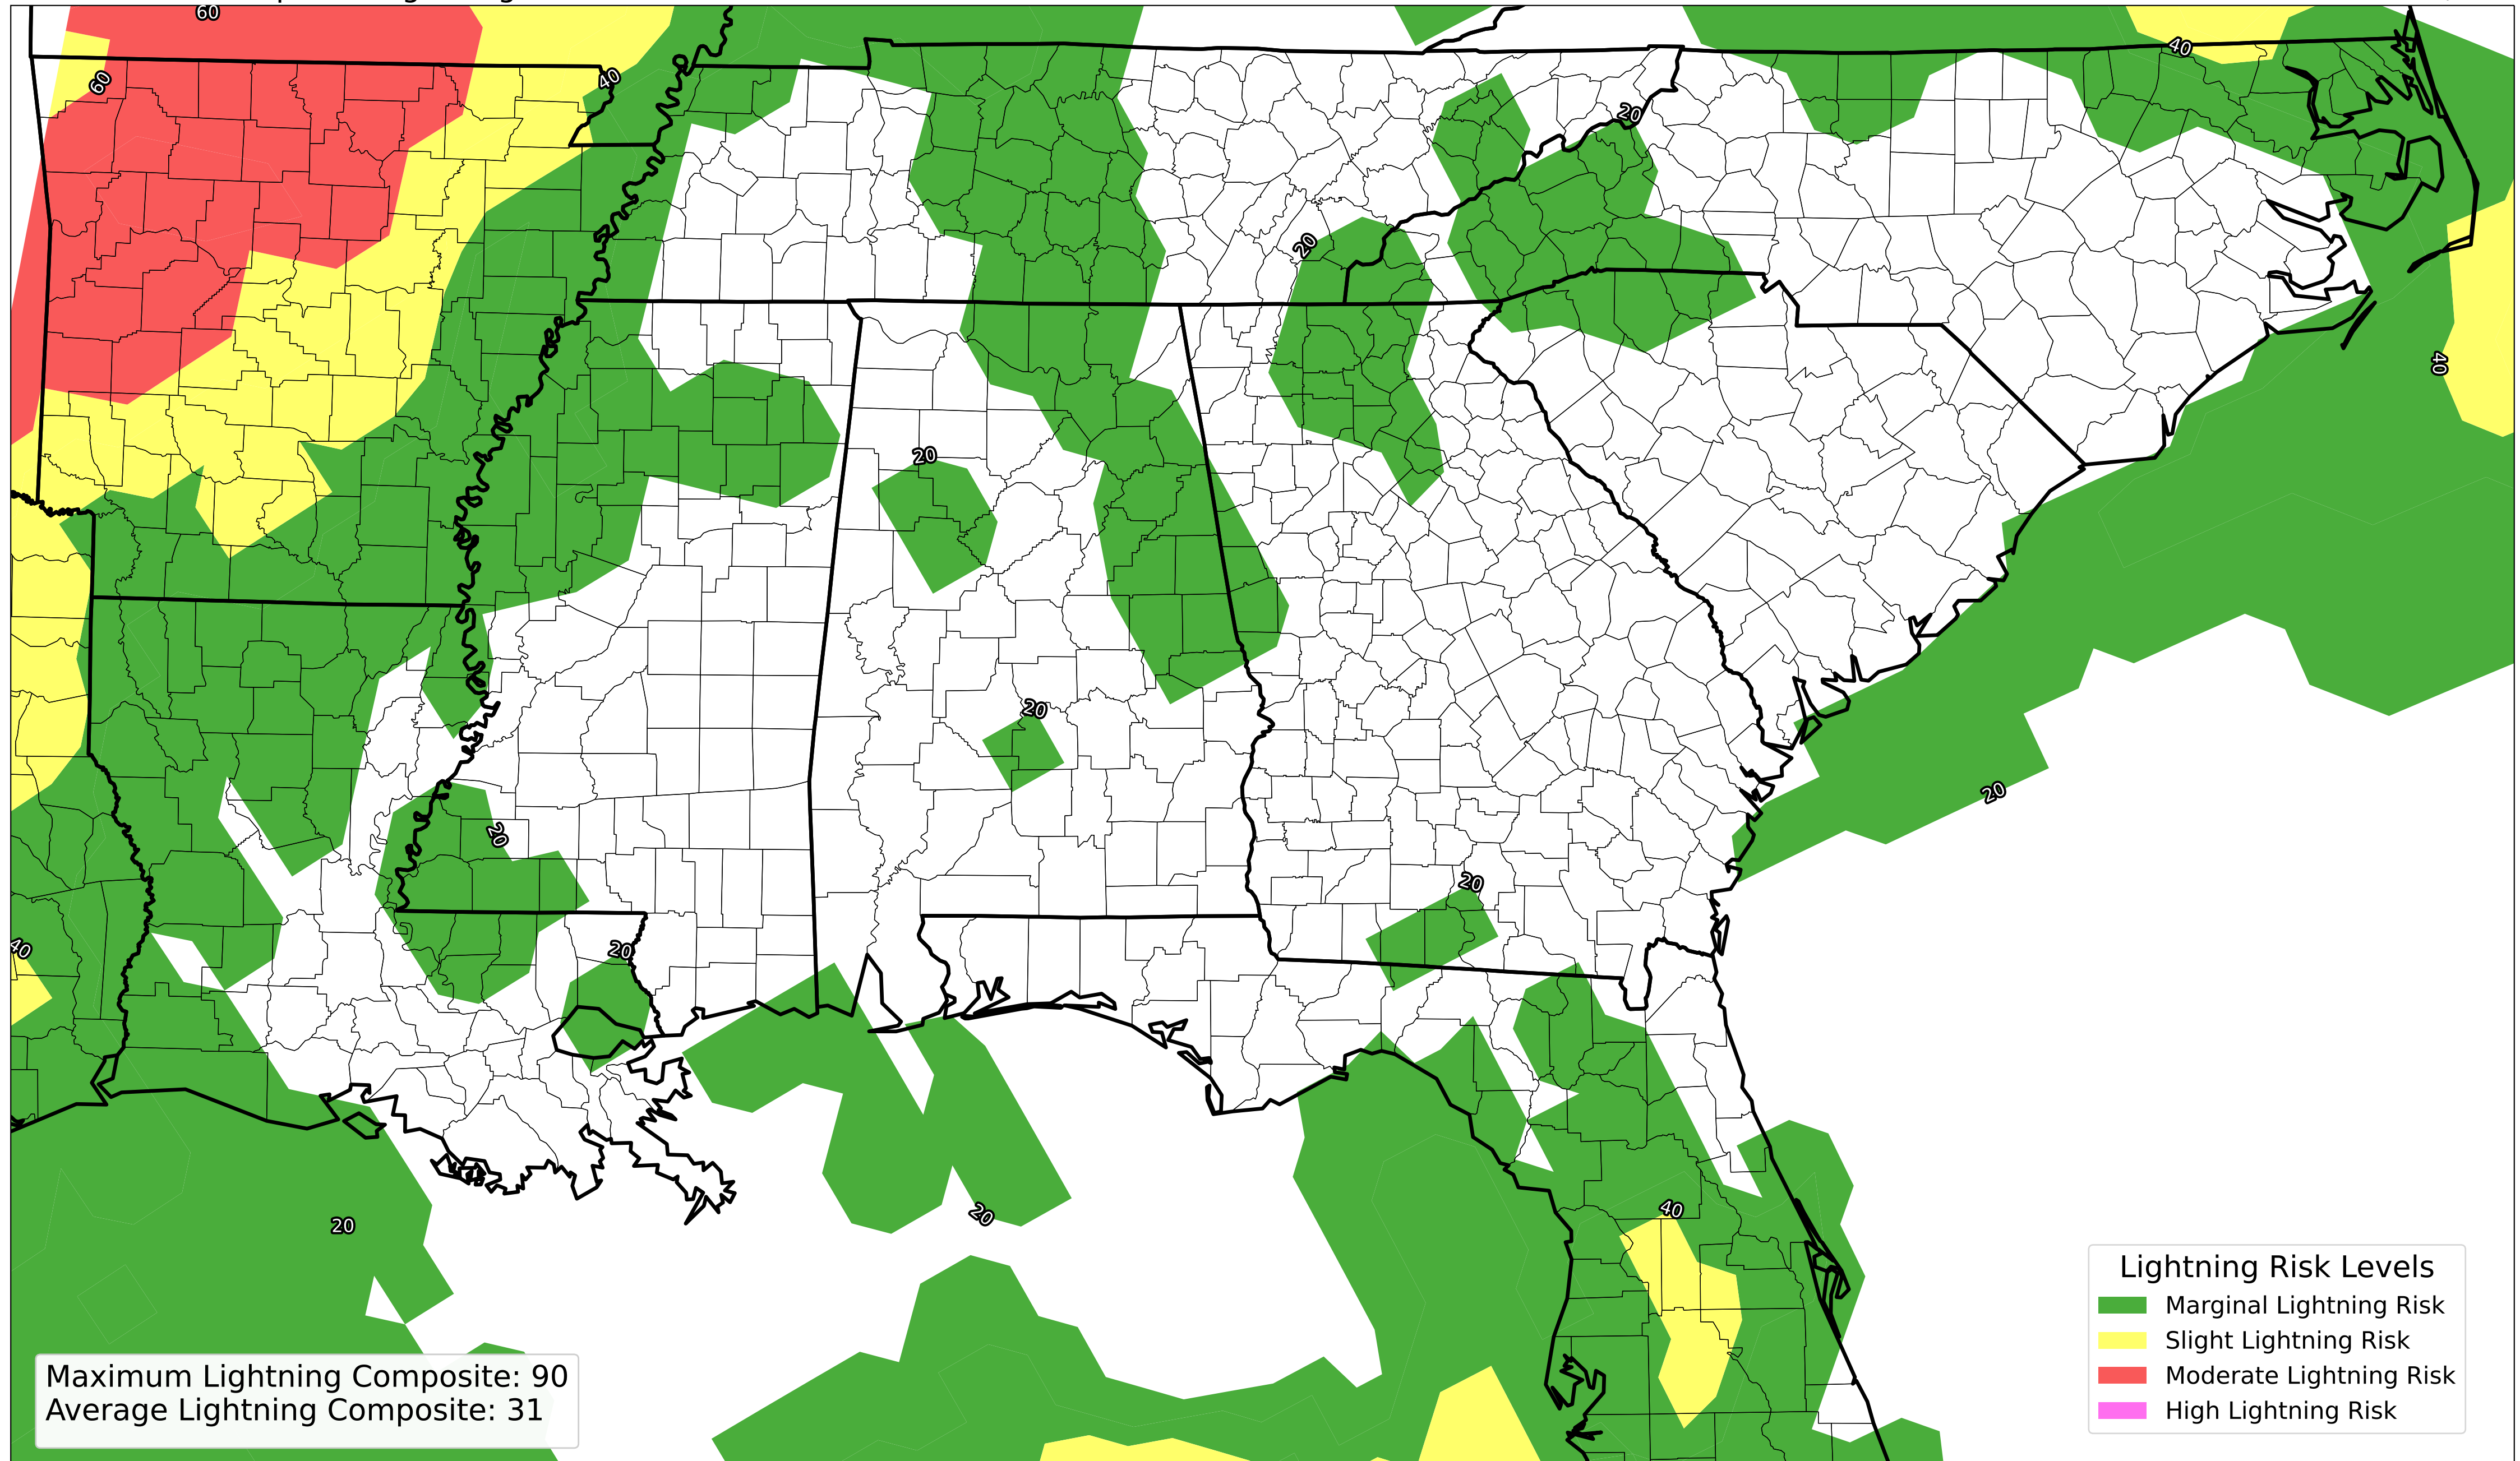 60
40
40
60
20
20
40
20
20
20
20
20
20
40
40
20
20
Lightning Risk Levels
Marginal Lightning Risk
Slight Lightning Risk
Moderate Lightning Risk
High Lightning Risk
Maximum Lightning Composite: 90
Average Lightning Composite: 31